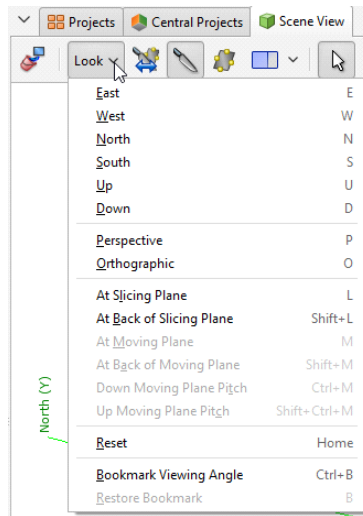 Projects Central Projects Scene View
Look
East E
West W
North N
South S
Up U
Down D
Perspective P
Orthographic O
At Slicing Plane L
At Back of Slicing Plane Shift+L
At Moving Plane M
At Back of Moving Plane Shift+M
Down Moving Plane Pitch Ctrl+M
Up Moving Plane Pitch Shift+Ctrl+M
Reset Home
Bookmark Viewing Angle Ctrl+B
Restore Bookmark B
North (Y)